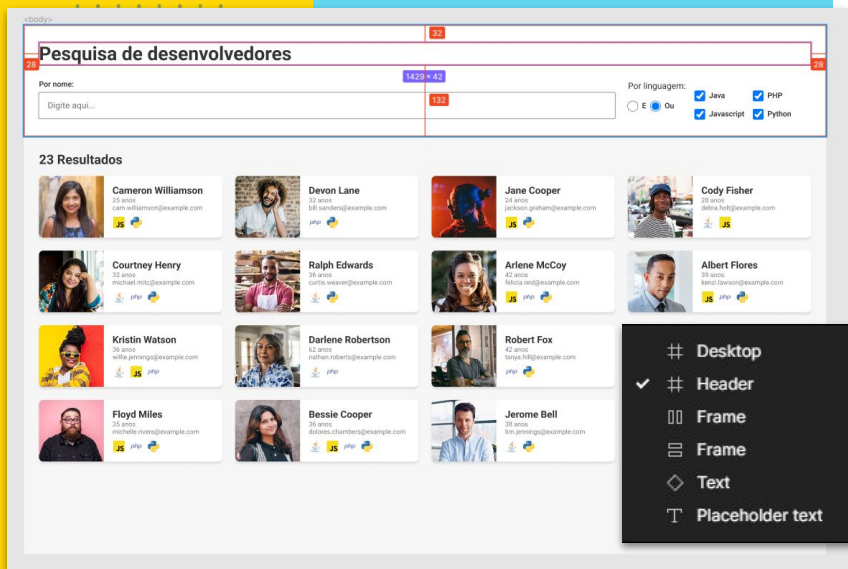 <body>
32
Pesquisa de desenvolvedores
28
28
1429 × 42
Por nome:
Digite aqui...
132
Por linguagem:
E
Ou
Java
PHP
Javascript
Python
23 Resultados
Cameron Williamson
25 anos
cam.williamson@example.com
JS
Devon Lane
32 anos
bill.sanders@example.com
php
Jane Cooper
24 anos
jackson.graham@example.com
JS
Cody Fisher
28 anos
debra.holt@example.com
JS
Courtney Henry
32 anos
michael.mitc@example.com
php
Ralph Edwards
36 anos
curtis.weaver@example.com
Arlene McCoy
42 anos
felicia.reid@example.com
JS php
Albert Flores
39 anos
kenzi.lawson@example.com
JS php
Kristin Watson
36 anos
willie.jennings@example.com
JS php
Darlene Robertson
62 anos
nathan.roberts@example.com
php
Robert Fox
42 anos
tanya.hill@example.com
php
Floyd Miles
35 anos
michelle.rivera@example.com
JS php
Bessie Cooper
36 anos
dolores.chambers@example.com
JS php
Jerome Bell
38 anos
tim.jennings@example.com
Desktop
Header
Frame
Frame
Text
T Placeholder text